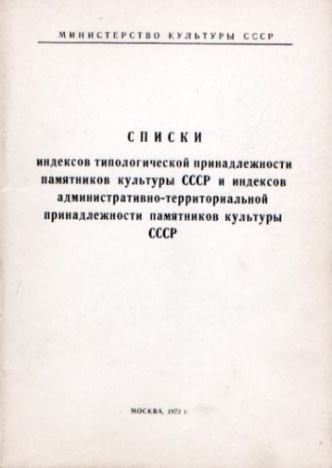 МИНИСТЕРСТВО КУЛЬТУРЫ СССР
СПИСКИ
индексов типологической принадлежности
памятников культуры СССР и индексов
административно-территориальной
принадлежности памятников культуры
СССР
МОСКВА, 1972 г.